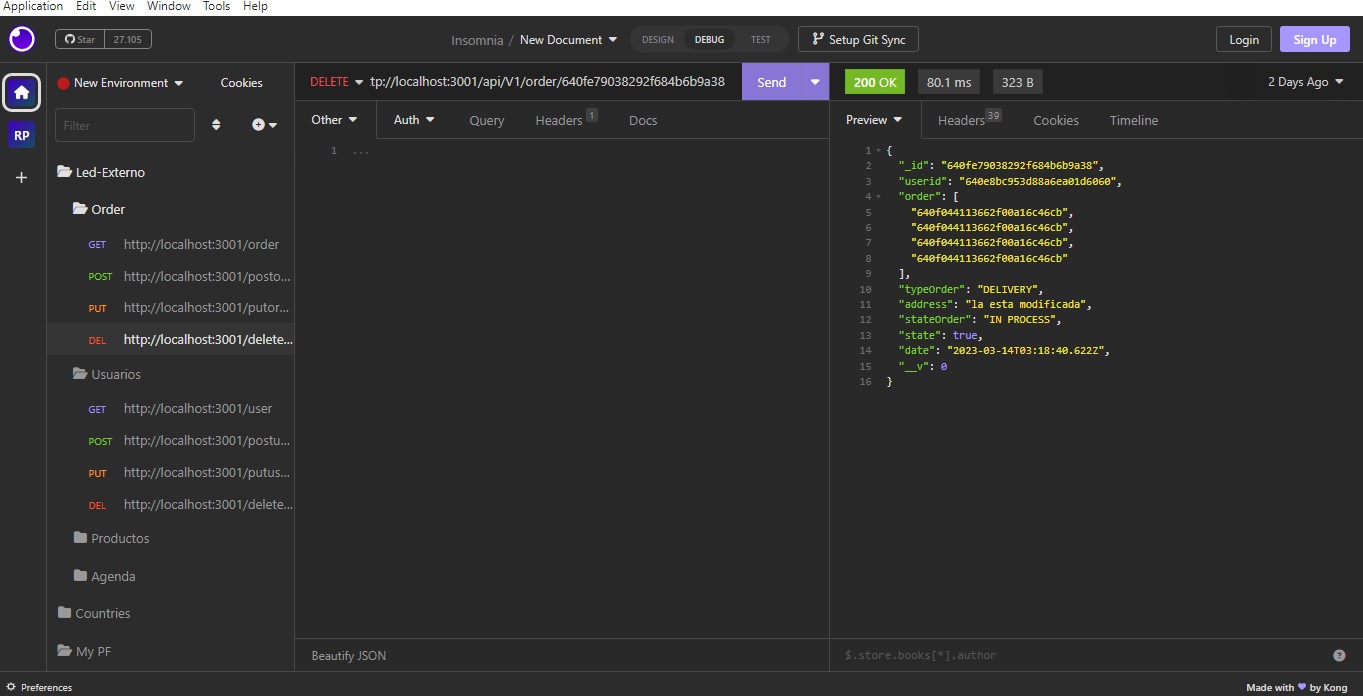 Application Edit View Window Tools Help
Star 27.105
Insomnia / New Document
DESIGN DEBUG TEST
Setup Git Sync
Login
Sign Up
New Environment
Cookies
DELETE
tp://localhost:3001/api/V1/order/640fe79038292f684b6b9a38
Send
200 OK
80.1 ms
323 B
2 Days Ago
Filter
RP
Other
Auth
Query
Headers 1
Docs
Preview
Headers 39
Cookies
Timeline
Led-Externo
Order
GET http://localhost:3001/order
POST http://localhost:3001/posto...
PUT http://localhost:3001/putor...
DEL http://localhost:3001/delete...
Usuarios
GET http://localhost:3001/user
POST http://localhost:3001/postu...
PUT http://localhost:3001/putus...
DEL http://localhost:3001/delete...
Productos
Agenda
Countries
My PF
1 ...
1 {
2 "_id": "640fe79038292f684b6b9a38",
3 "userid": "640e8bc953d88a6ea01d6060",
4 "order": [
5 "640f044113662f00a16c46cb",
6 "640f044113662f00a16c46cb",
7 "640f044113662f00a16c46cb",
8 "640f044113662f00a16c46cb"
9 ],
10 "typeOrder": "DELIVERY",
11 "address": "la esta modificada",
12 "stateOrder": "IN PROCESS",
13 "state": true,
14 "date": "2023-03-14T03:18:40.622Z",
15 "__v": 0
16 }
Beautify JSON
$.store.books[*].author
Preferences
Made with ♥ by Kong